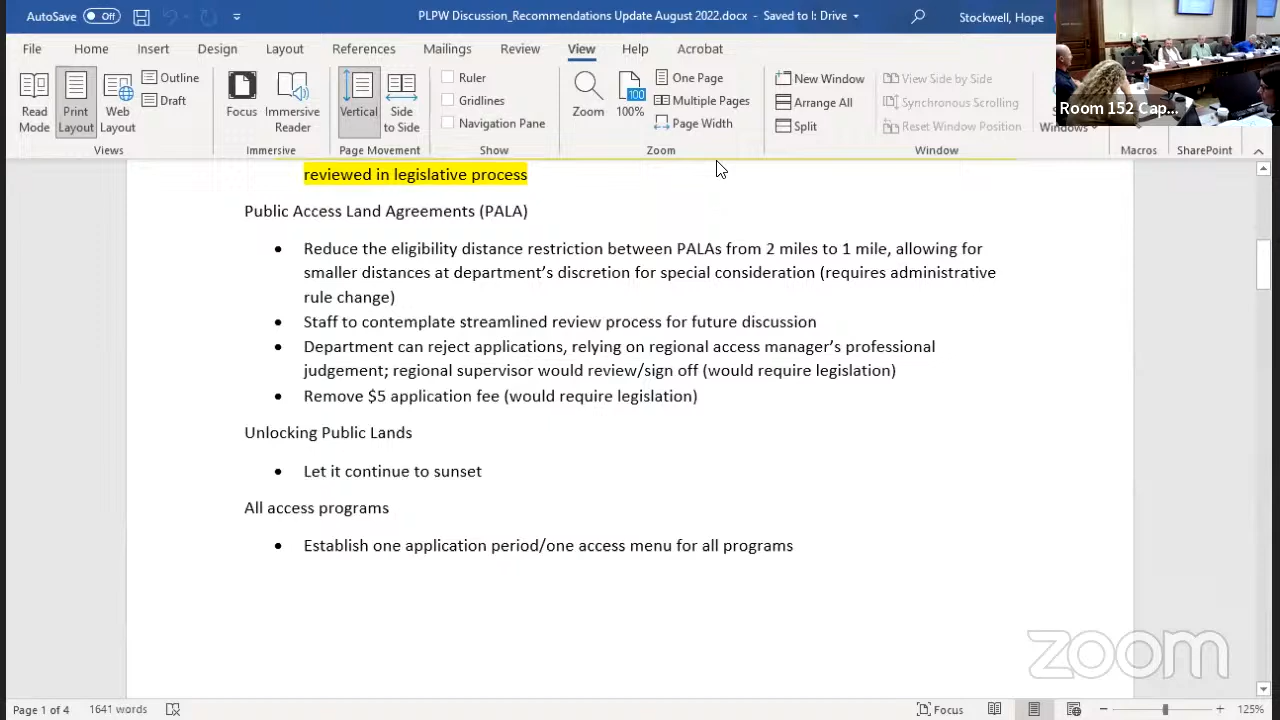 AutoSave Off PLPW Discussion_Recommendations Update August 2022.docx - Saved to I: Drive Stockwell, Hope
File Home Insert Design Layout References Mailings Review View Help Acrobat
Read Mode
Print Layout
Web Layout
Outline
Draft
Views
Focus
Immersive Reader
Immersive
Vertical
Side to Side
Page Movement
Ruler
Gridlines
Navigation Pane
Show
Zoom
100
100%
One Page
Multiple Pages
Page Width
Zoom
New Window
Arrange All
Split
View Side by Side
Synchronous Scrolling
Reset Window Position
Windows
Window
Macros
SharePoint
Room 152 Cap...
reviewed in legislative process
Public Access Land Agreements (PALA)
• Reduce the eligibility distance restriction between PALAs from 2 miles to 1 mile, allowing for
smaller distances at department's discretion for special consideration (requires administrative
rule change)
• Staff to contemplate streamlined review process for future discussion
• Department can reject applications, relying on regional access manager's professional
judgement; regional supervisor would review/sign off (would require legislation)
• Remove $5 application fee (would require legislation)
Unlocking Public Lands
• Let it continue to sunset
All access programs
• Establish one application period/one access menu for all programs
zoom
Page 1 of 4 1641 words Focus 125%